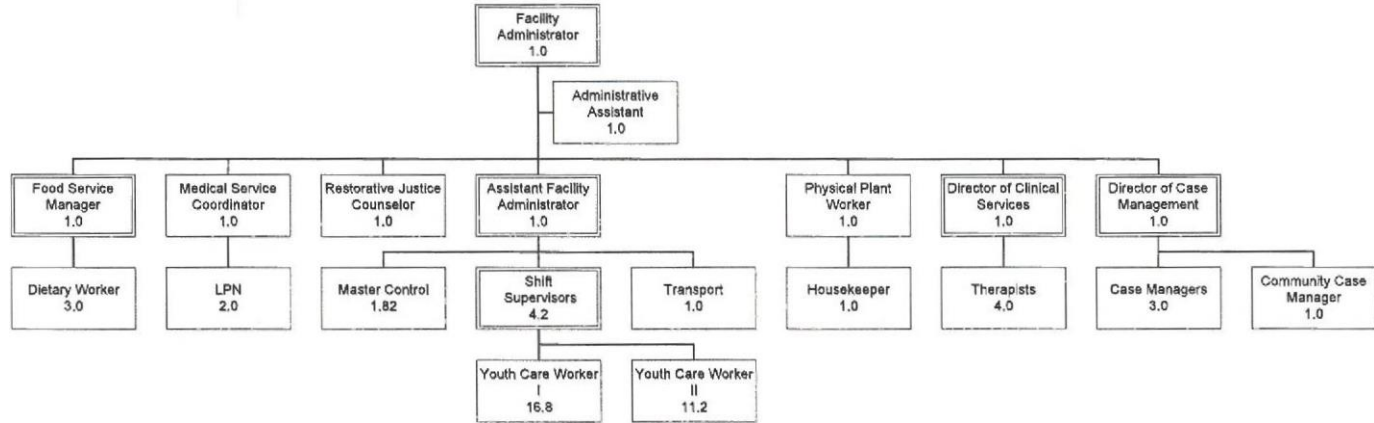 Facility
Administrator
1.0
Administrative
Assistant
1.0
Food Service
Manager
1.0
Medical Service
Coordinator
1.0
Restorative Justice
Counselor
1.0
Assistant Facility
Administrator
1.0
Physical Plant
Worker
1.0
Director of Clinical
Services
1.0
Director of Case
Management
1.0
Dietary Worker
3.0
LPN
2.0
Master Control
1.82
Shift
Supervisors
4.2
Transport
1.0
Housekeeper
1.0
Therapists
4.0
Case Managers
3.0
Community Case
Manager
1.0
Youth Care Worker
I
16.8
Youth Care Worker
II
11.2